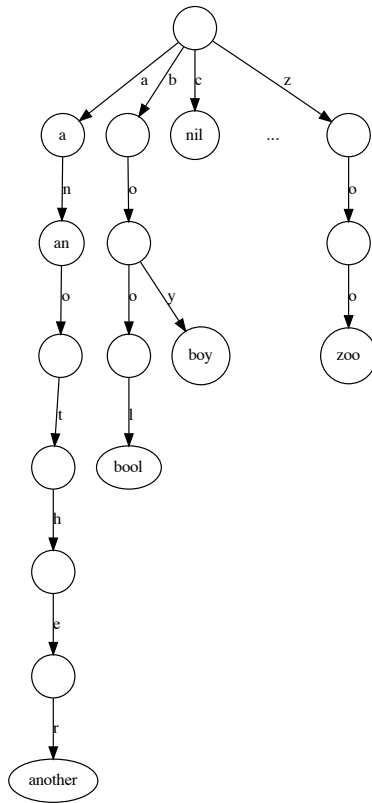 a b c z
a nil ...
n o o
an
o o y o
boy zoo
t l
bool
h
e
r
another